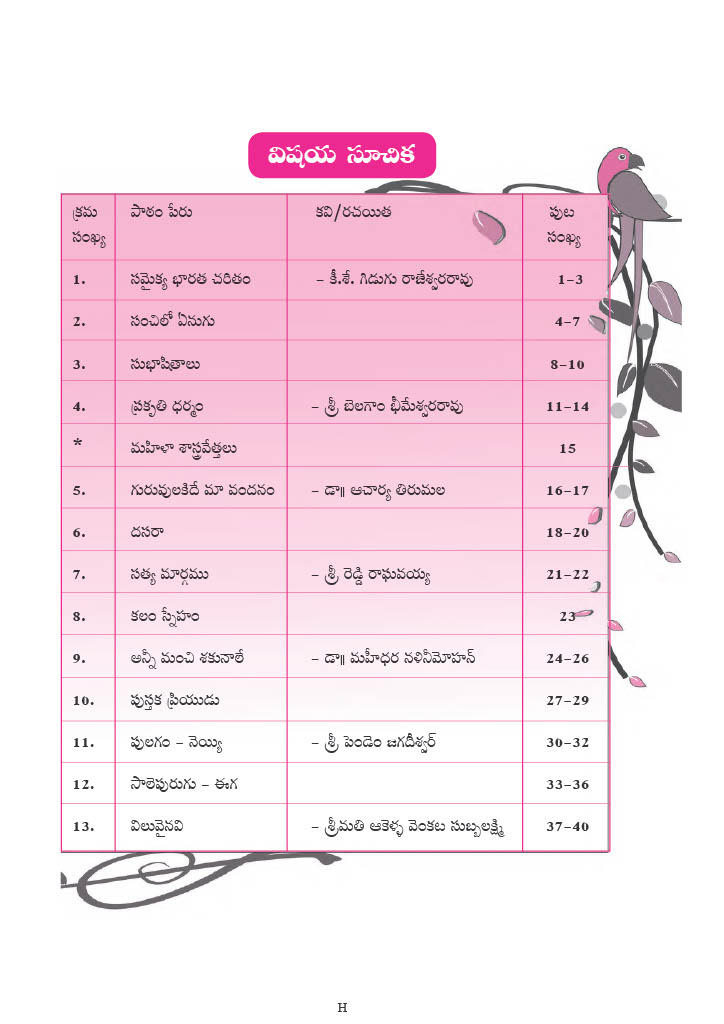 విషయ సూచిక
క్రమ సంఖ్య పాఠం పేరు కవి/రచయిత పుట సంఖ్య
1. సమైక్య భారత చరితం – కీ.శే. గిడుగు రాజేశ్వరరావు 1–3
2. సంచిలో ఏనుగు 4–7
3. సుభాషితాలు 8–10
4. ప్రకృతి ధర్మం – శ్రీ బెలగాం భీమేశ్వరరావు 11–14
* మహిళా శాస్త్రవేత్తలు 15
5. గురువులకిదే మా వందనం – డా॥ ఆచార్య తిరుమల 16–17
6. దసరా 18–20
7. సత్య మార్గము – శ్రీ రెడ్డి రాఘవయ్య 21–22
8. కలం స్నేహం 23
9. అన్నీ మంచి శకునాలే – డా॥ మహీధర నళినీమోహన్ 24–26
10. పుస్తక ప్రియుడు 27–29
11. పులగం – నెయ్యి – శ్రీ పెండెం జగదీశ్వర్ 30–32
12. సాలెపురుగు – ఈగ 33–36
13. విలువైనవి – శ్రీమతి ఆకెళ్ళ వెంకట సుబ్బలక్ష్మి 37–40
H